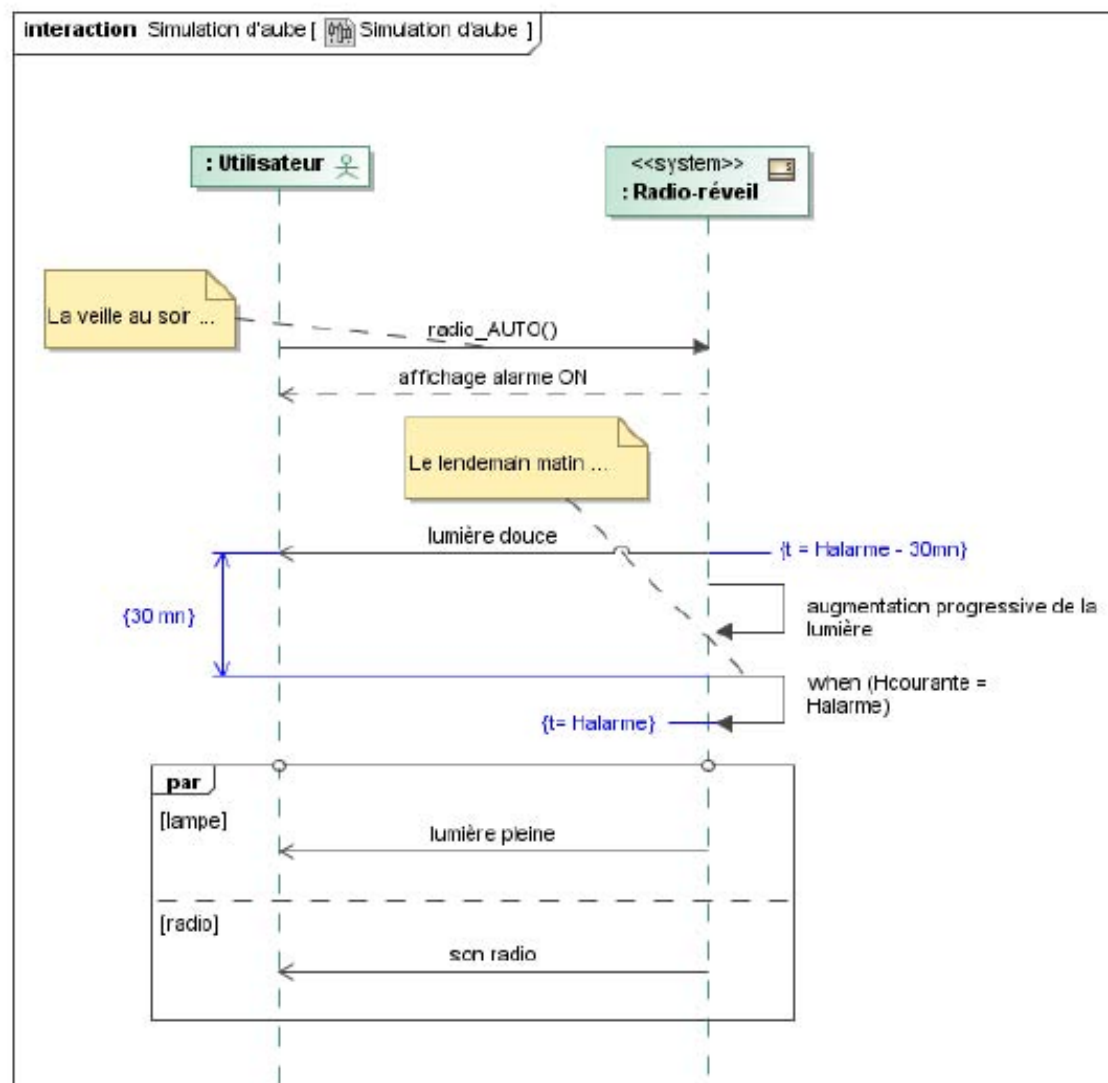 interaction Simulation d'aube [ Simulation d'aube ]
: Utilisateur
<<system>>
: Radio-réveil
La veille au soir ...
radio_AUTO()
affichage alarme ON
Le lendemain matin ...
lumière douce
{t = Halarme - 30mn}
{30 mn}
augmentation progressive de la
lumière
when (Hcourante =
Halarme)
{t= Halarme}
par
[lampe]
lumière pleine
[radio]
son radio